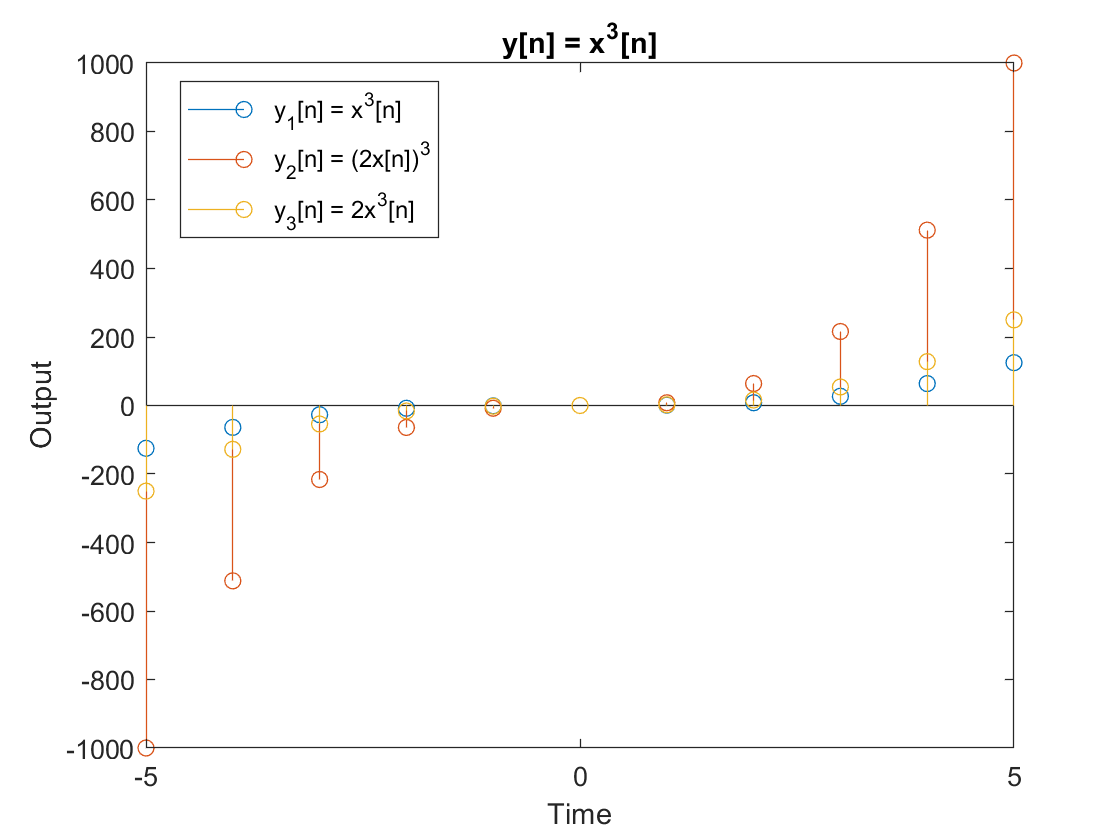 y[n] = x³[n]
1000
y₁[n] = x³[n]
800
y₂[n] = (2x[n])³
600
y₃[n] = 2x³[n]
400
200
0
-200
-400
-600
-800
-1000
Output
-5 0 5
Time